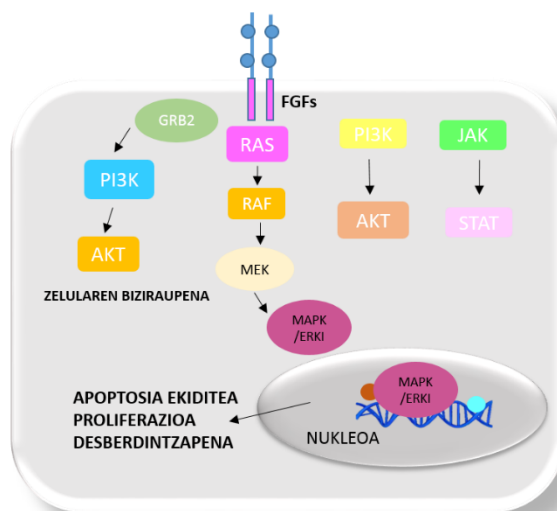 FGFs
GRB2
RAS
PI3K
JAK
PI3K
RAF
AKT
STAT
AKT
MEK
ZELULAREN BIZIRAUPENA
MAPK
/ERKI
MAPK
/ERKI
APOPTOSIA EKIDITEA
PROLIFERAZIOA
DESBERDINTZAPENA
NUKLEOA